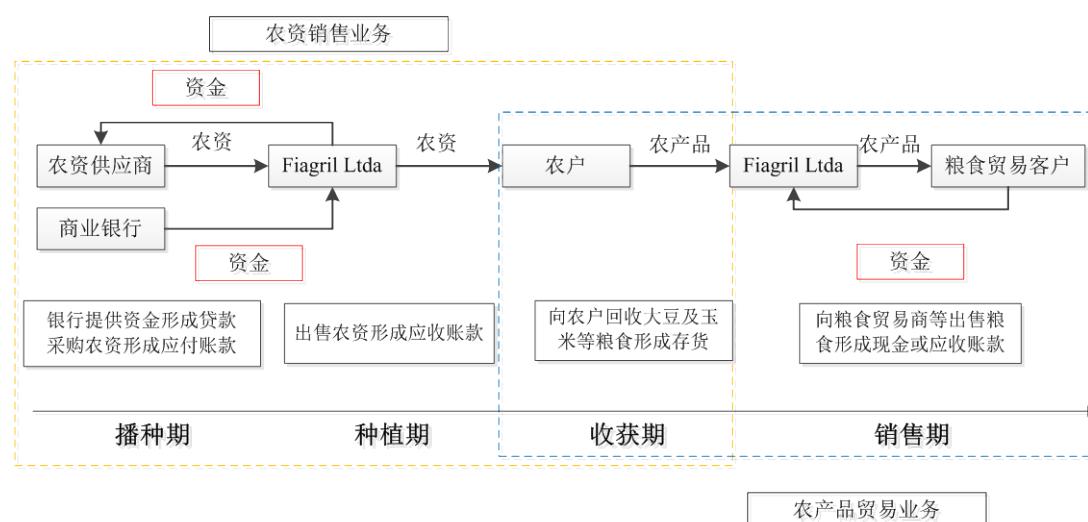 农资销售业务
资金
农资
农资
农产品
农产品
农资供应商
Fiagril Ltda
农户
Fiagril Ltda
粮食贸易客户
商业银行
资金
资金
银行提供资金形成贷款
采购农资形成应付账款
出售农资形成应收账款
向农户回收大豆及玉
米等粮食形成存货
向粮食贸易商等出售粮
食形成现金或应收账款
播种期
种植期
收获期
销售期
农产品贸易业务